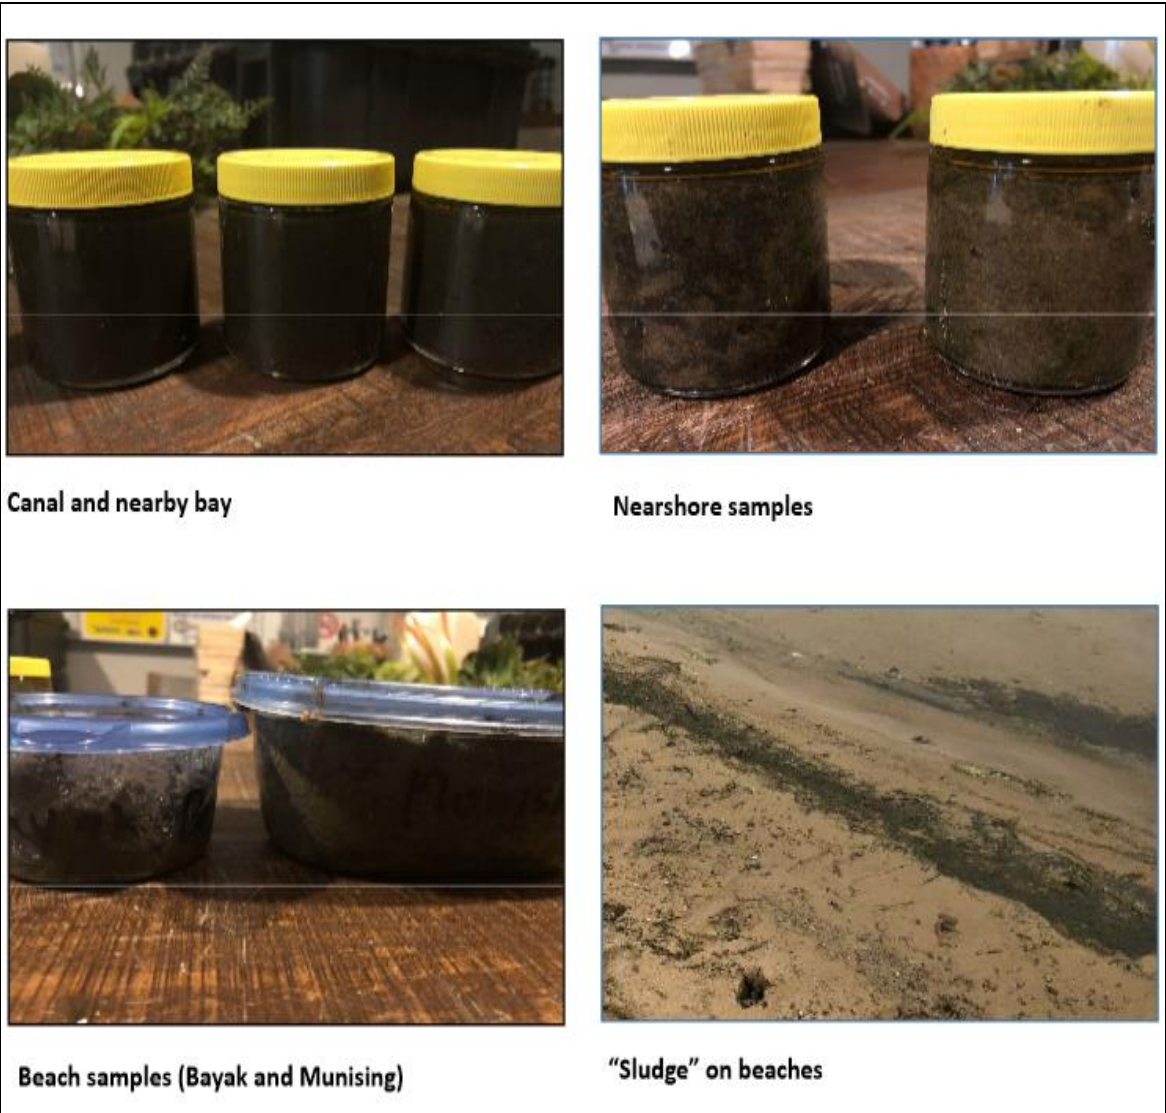 Canal and nearby bay
Nearshore samples
Beach samples (Bayak and Munising)
“Sludge” on beaches